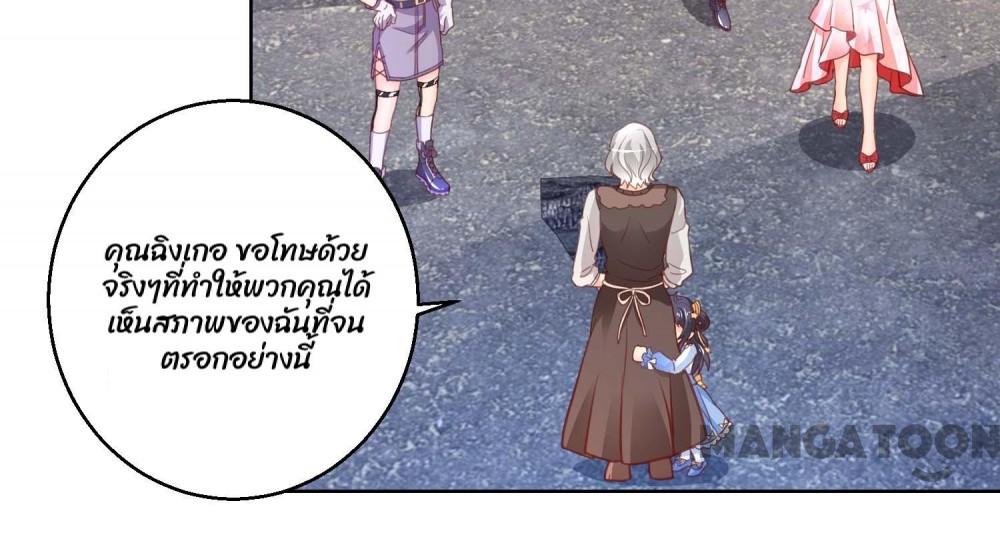 คุณฉิงเกอ ขอโทษด้วย
จริงๆที่ทำให้พวกคุณได้
เห็นสภาพของฉันที่จน
ตรอกอย่างนี้
MANGATOON